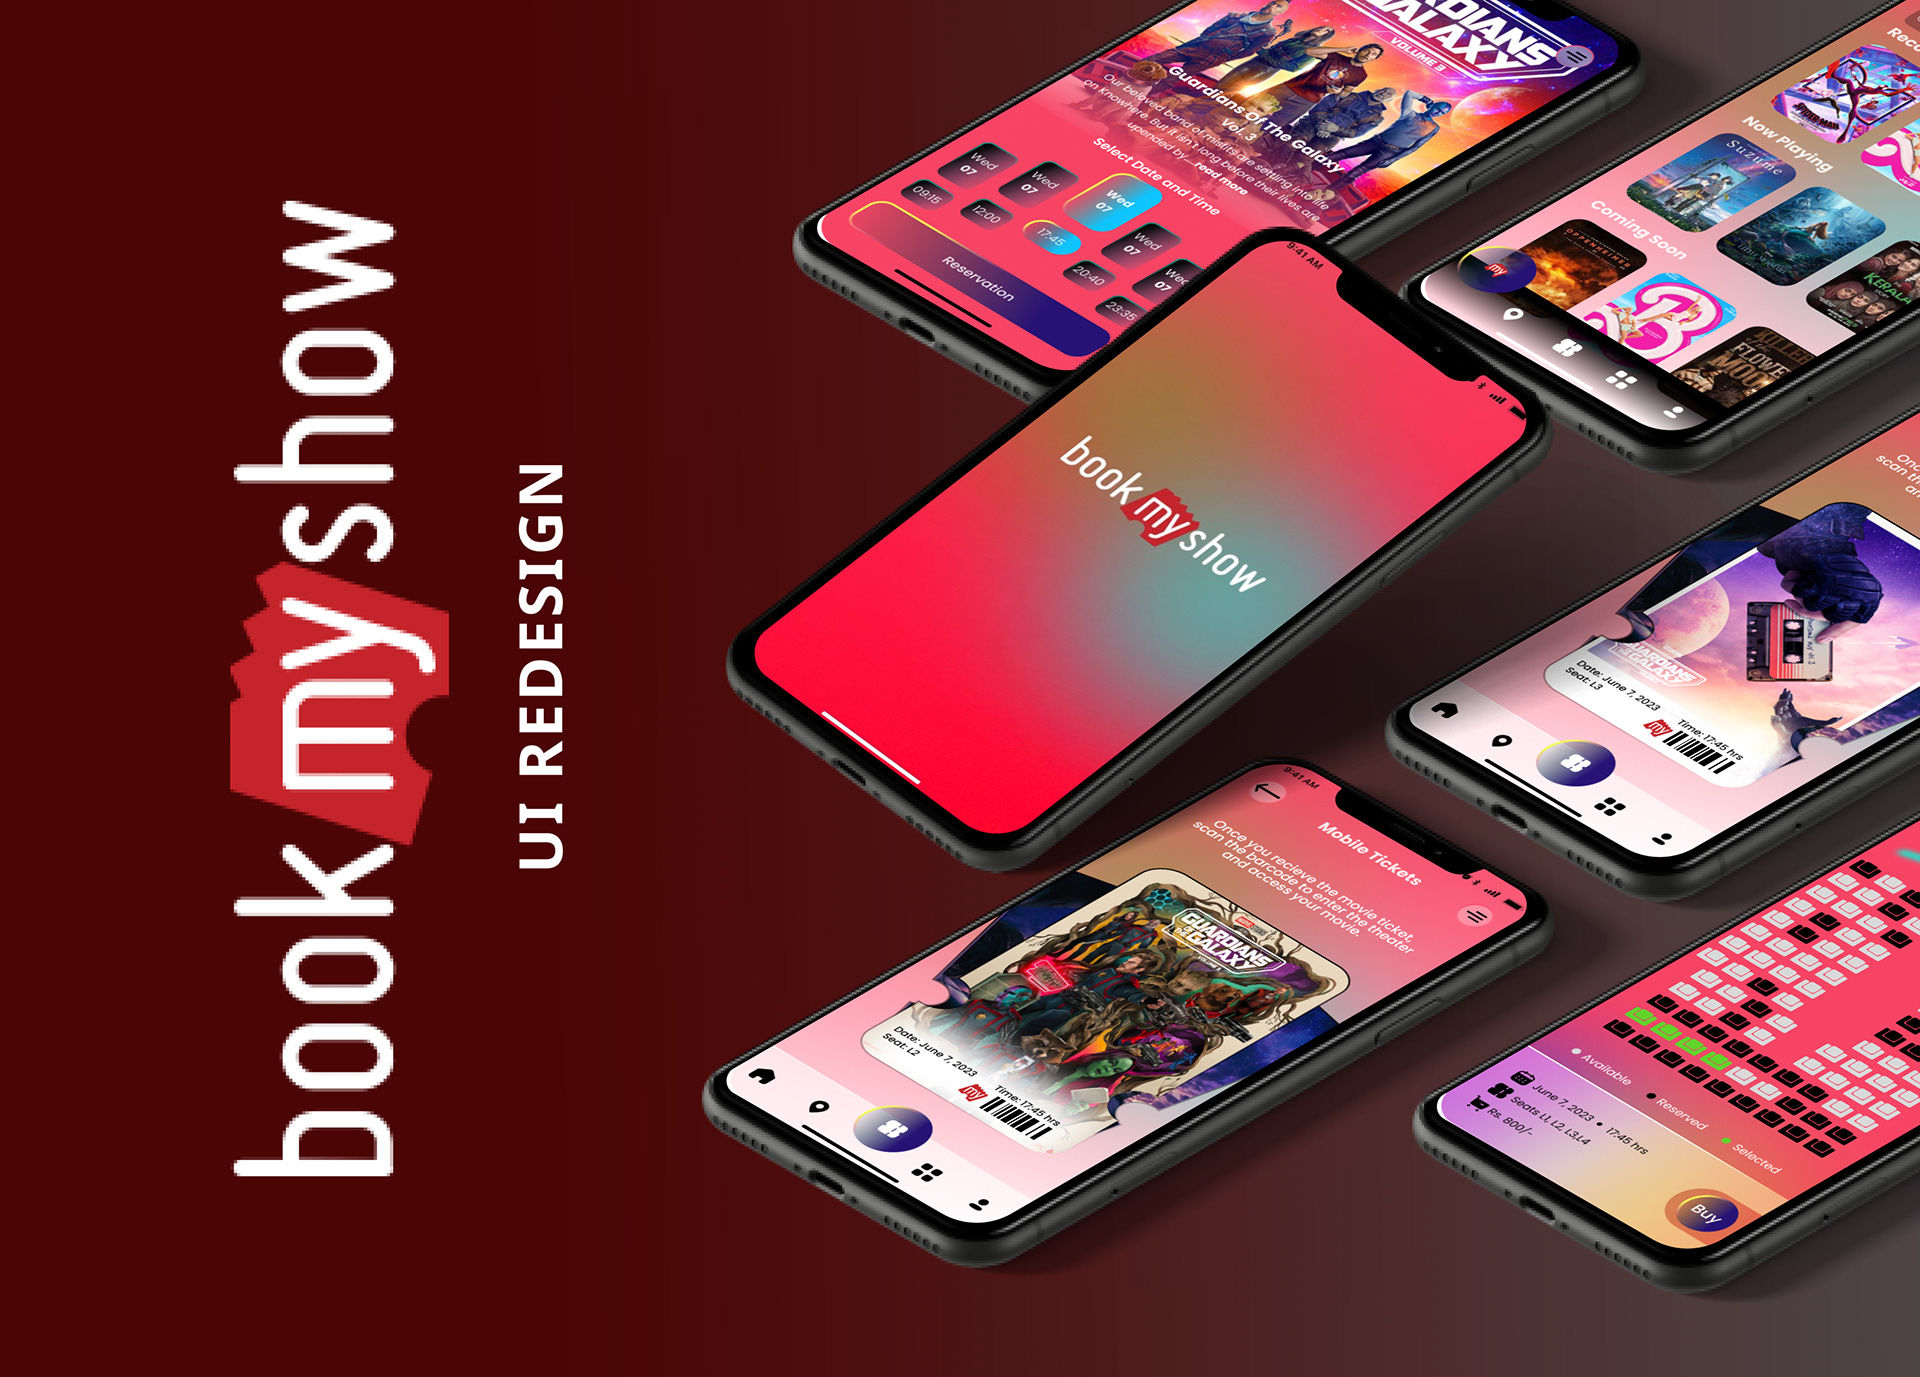 bookmyshow
UI REDESIGN
GUARDIANS
GALAXY
VOLUME 3
Guardians Of The Galaxy
Vol. 3
Our beloved band of misfits are settling into life
on Knowhere. But it isn't long before their lives are
upended by... read more
Select Date and Time
Wed
07
Wed
07
Wed
07
Wed
07
Wed
07
09:15
12:00
17:45
20:40
23:35
Reservation
Now Playing
Suzume
Coming Soon
OPPENHEIMER
KERALA
FLOWE
MOO
my
9:41 AM
bookmyshow
GUARDIANS
GALAXY
Date: June 7, 2023
Seat: L3
my
Time: 17:45 hrs
9:41 AM
Mobile Tickets
Once you recieve the movie ticket,
scan the barcode to enter the theater
and access your movie.
GUARDIANS
OF THE GALAXY
Date: June 7, 2023
Seat: L2
my
Time: 17:45 hrs
Available
Reserved
Selected
June 7, 2023 • 17:45 hrs
Seats L1, L2, L3, L4
Rs. 800/-
Buy